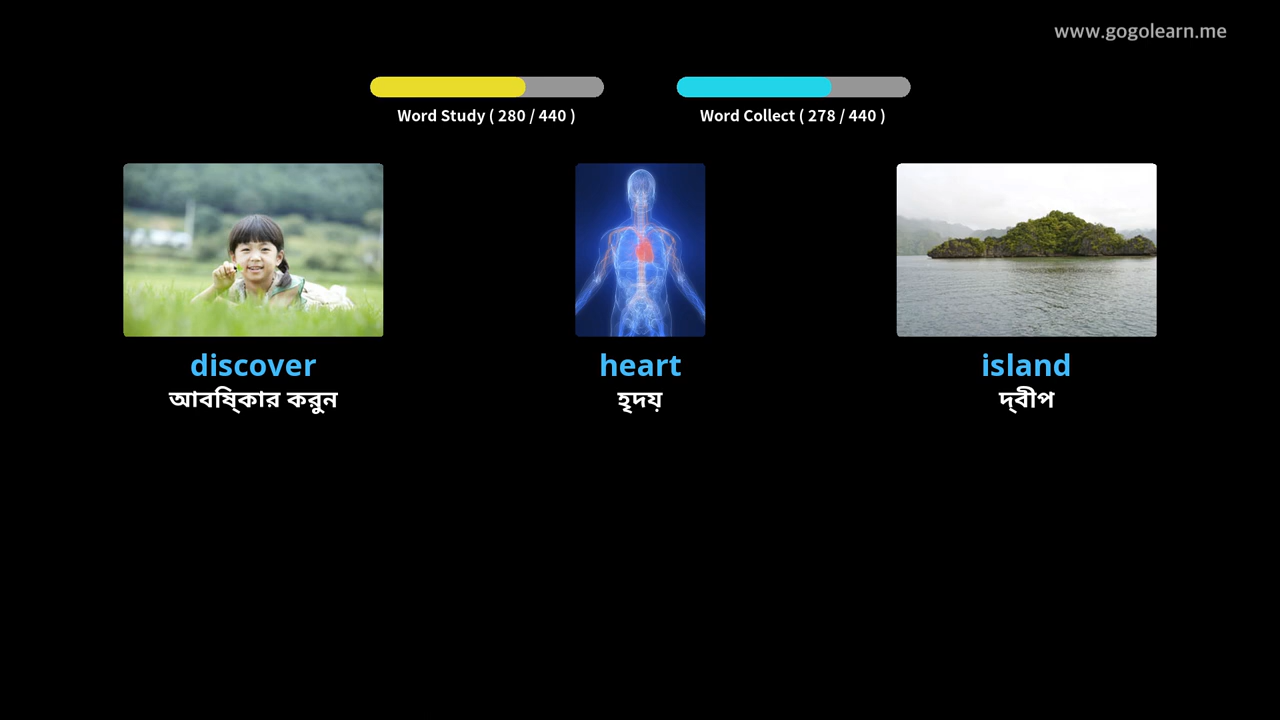 www.gogolearn.me
Word Study ( 280 / 440 )
Word Collect ( 278 / 440 )
discover
heart
island
আবিষ্কার করুন
হৃদয়
দ্বীপ